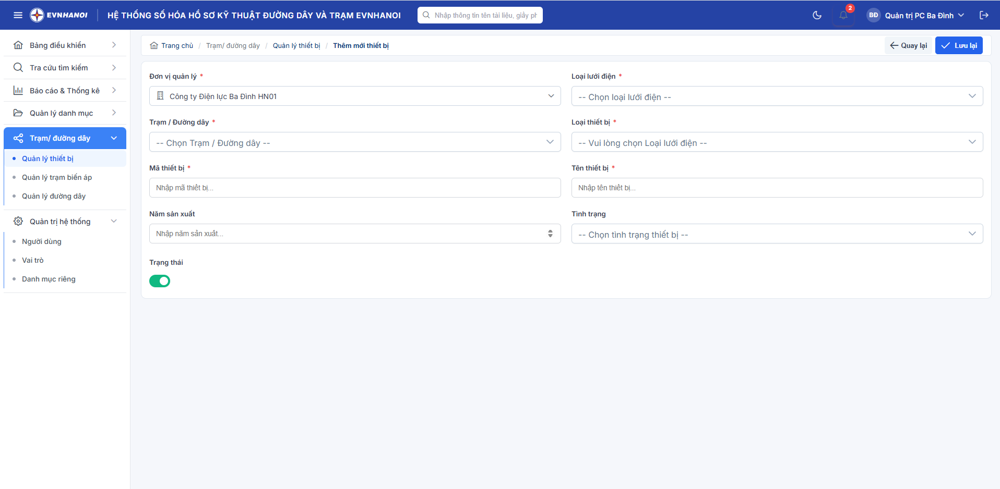 EVNHANOI
HỆ THỐNG SỐ HÓA HỒ SƠ KỸ THUẬT ĐƯỜNG DÂY VÀ TRẠM EVNHANOI
Nhập thông tin tên tài liệu, giấy ph
2
BĐ
Quản trị PC Ba Đình
Bảng điều khiển
Tra cứu tìm kiếm
Báo cáo & Thống kê
Quản lý danh mục
Trạm/ đường dây
Quản lý thiết bị
Quản lý trạm biến áp
Quản lý đường dây
Quản trị hệ thống
Người dùng
Vai trò
Danh mục riêng
Trang chủ / Trạm/ đường dây / Quản lý thiết bị / Thêm mới thiết bị
Quay lại
Lưu lại
Đơn vị quản lý *
Công ty Điện lực Ba Đình HN01
Loại lưới điện *
-- Chọn loại lưới điện --
Trạm / Đường dây *
-- Chọn Trạm / Đường dây --
Loại thiết bị *
-- Vui lòng chọn Loại lưới điện --
Mã thiết bị *
Nhập mã thiết bị...
Tên thiết bị *
Nhập tên thiết bị...
Năm sản xuất
Nhập năm sản xuất...
Tình trạng
-- Chọn tình trạng thiết bị --
Trạng thái